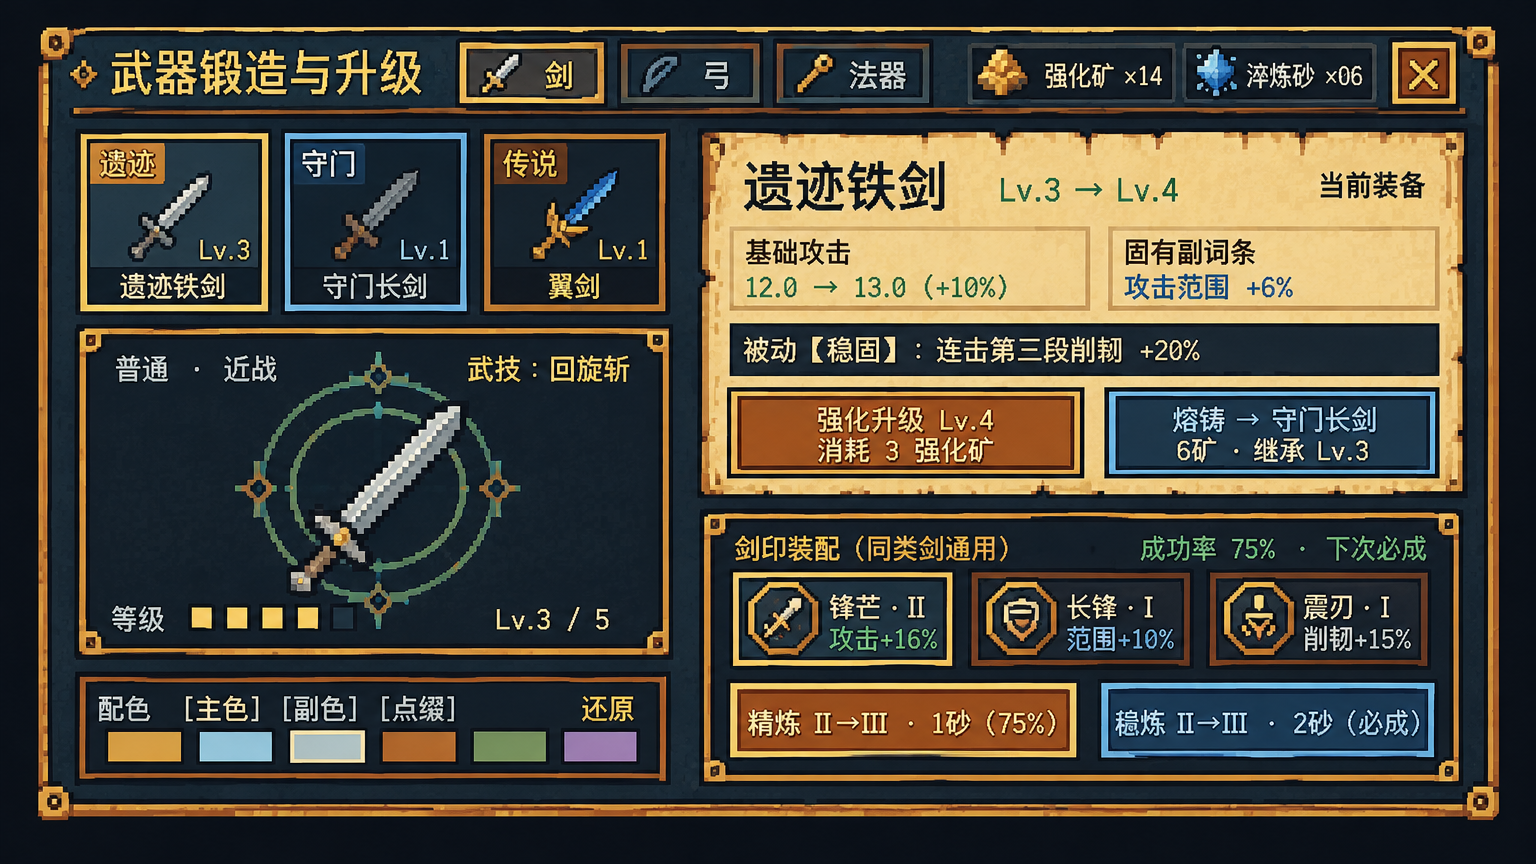 武器锻造与升级
剑
弓
法器
强化矿 ×14
淬炼砂 ×06
遗迹
Lv.3
遗迹铁剑
守门
Lv.1
守门长剑
传说
Lv.1
翼剑
普通 · 近战
武技：回旋斩
等级
Lv.3 / 5
配色 [主色] [副色] [点缀]
还原
遗迹铁剑
Lv.3 → Lv.4
当前装备
基础攻击
12.0 → 13.0 (+10%)
固有副词条
攻击范围 +6%
被动【稳固】：连击第三段削韧 +20%
强化升级 Lv.4
消耗 3 强化矿
熔铸 → 守门长剑
6矿 · 继承 Lv.3
剑印装配（同类剑通用）
成功率 75% · 下次必成
锋芒 · II
攻击+16%
长锋 · I
范围+10%
震刃 · I
削韧+15%
精炼 II→III · 1砂（75%）
稳炼 II→III · 2砂（必成）